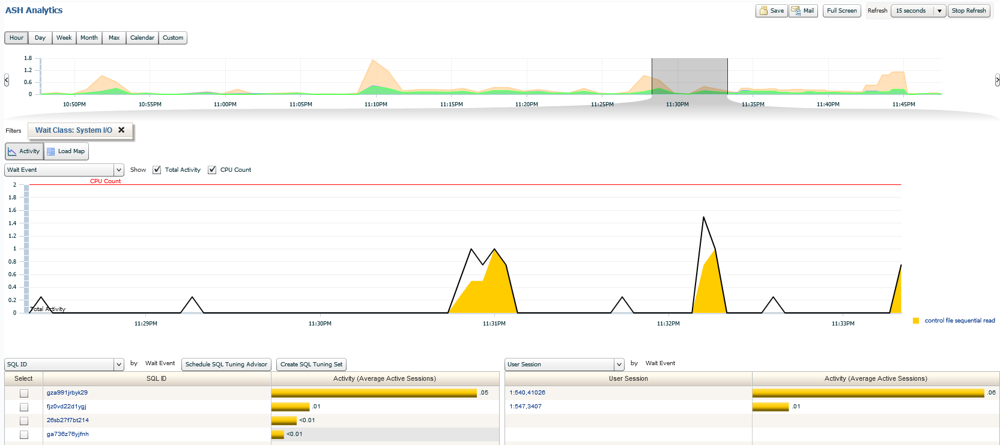 ASH Analytics
Save Mail Full Screen Refresh 15 seconds Stop Refresh
Hour Day Week Month Max Calendar Custom
1.8
1.2
0.6
0
10:50PM 10:55PM 11:00PM 11:05PM 11:10PM 11:15PM 11:20PM 11:25PM 11:30PM 11:35PM 11:40PM 11:45PM
Filters Wait Class: System I/O
Activity Load Map
Wait Event Show Total Activity CPU Count
CPU Count
2
1.8
1.6
1.4
1.2
1
0.8
0.6
0.4
0.2
0
Total Activity
11:29PM 11:30PM 11:31PM 11:32PM 11:33PM
control file sequential read
SQL ID by Wait Event Schedule SQL Tuning Advisor Create SQL Tuning Set
Select SQL ID Activity (Average Active Sessions)
gza991jrbyk29 .05
fjz0vd22d1ygj .01
26sb27f7bt214 <0.01
ga736z76yjfnh <0.01
User Session by Wait Event
User Session Activity (Average Active Sessions)
1:540,41026 .06
1:547,3407 .01